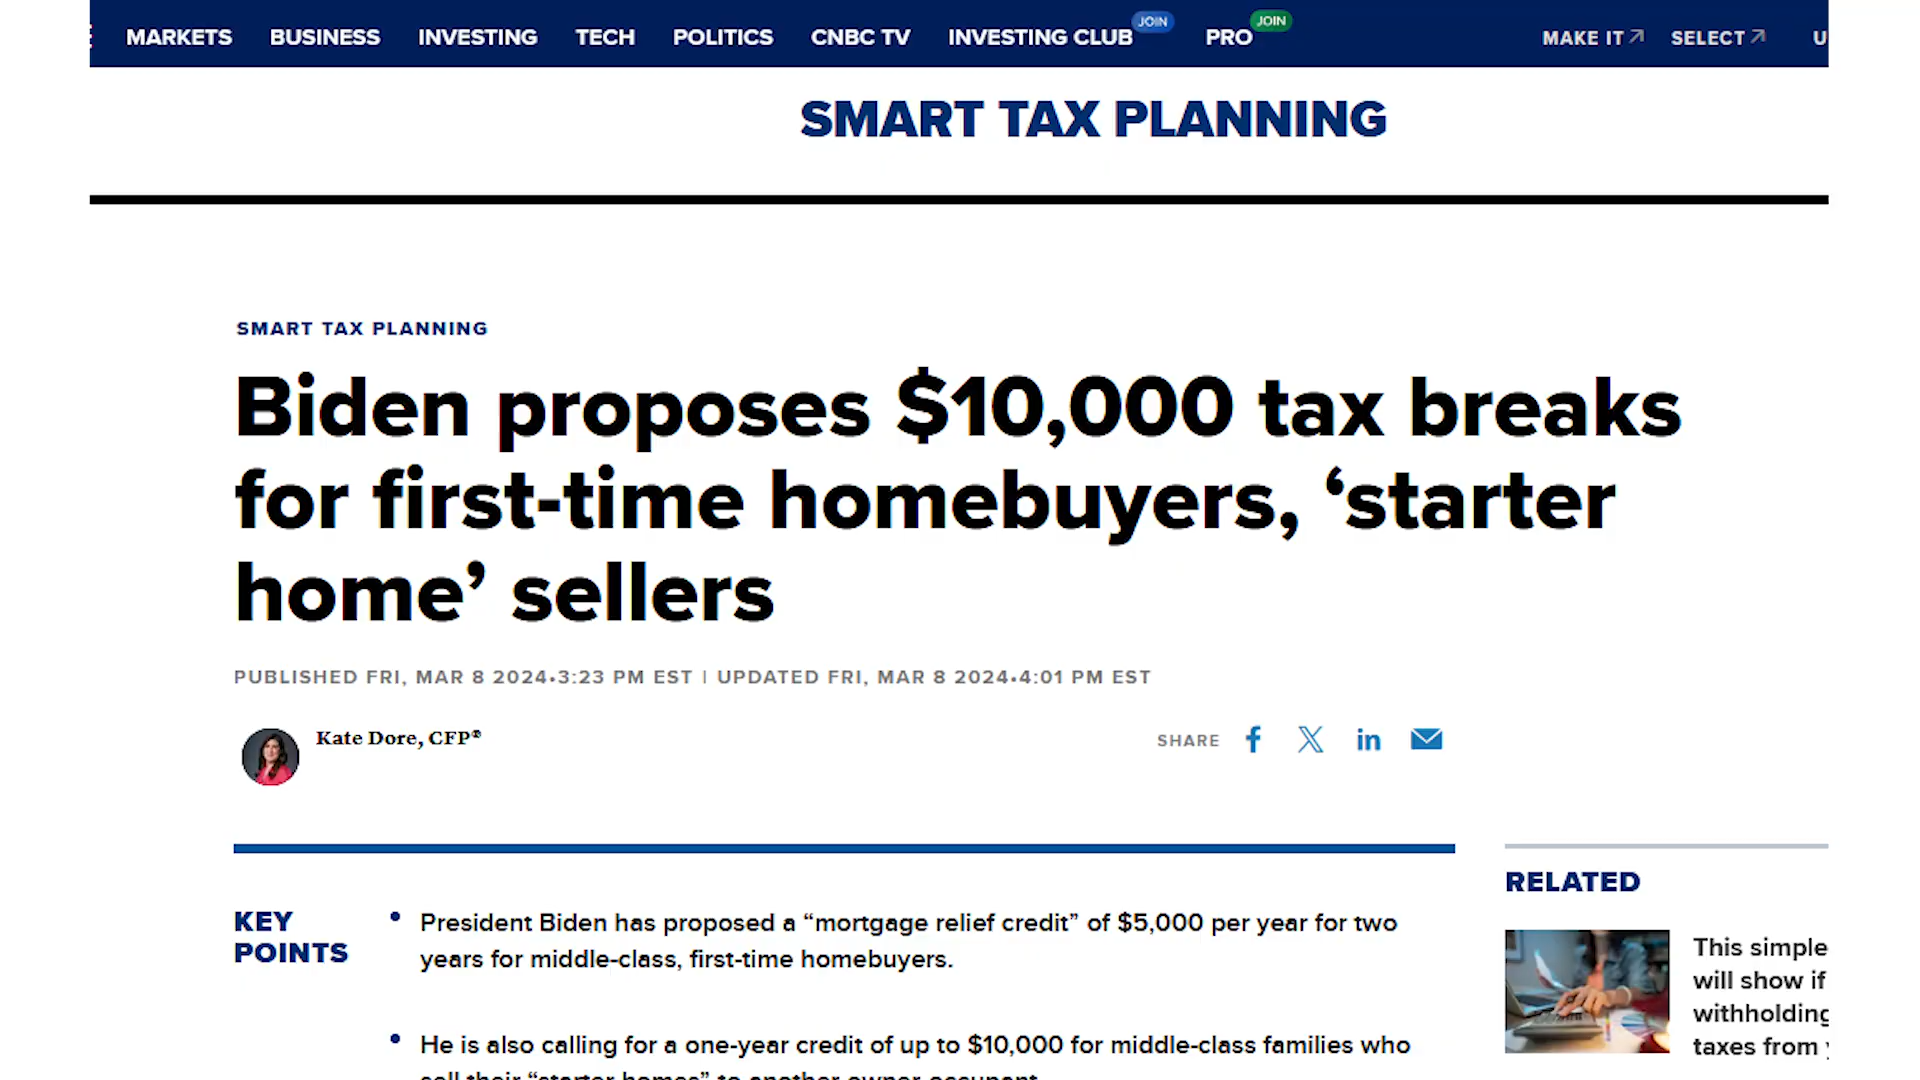 MARKETS BUSINESS INVESTING TECH POLITICS CNBC TV INVESTING CLUB JOIN PRO JOIN MAKE IT SELECT U
SMART TAX PLANNING
SMART TAX PLANNING
Biden proposes $10,000 tax breaks
for first-time homebuyers, ‘starter
home’ sellers
PUBLISHED FRI, MAR 8 2024•3:23 PM EST | UPDATED FRI, MAR 8 2024•4:01 PM EST
Kate Dore, CFP®
SHARE
KEY
POINTS
• President Biden has proposed a “mortgage relief credit” of $5,000 per year for two
years for middle-class, first-time homebuyers.
• He is also calling for a one-year credit of up to $10,000 for middle-class families who
sell their “starter homes” to another owner-occupant.
RELATED
This simple
will show if
withholding
taxes from